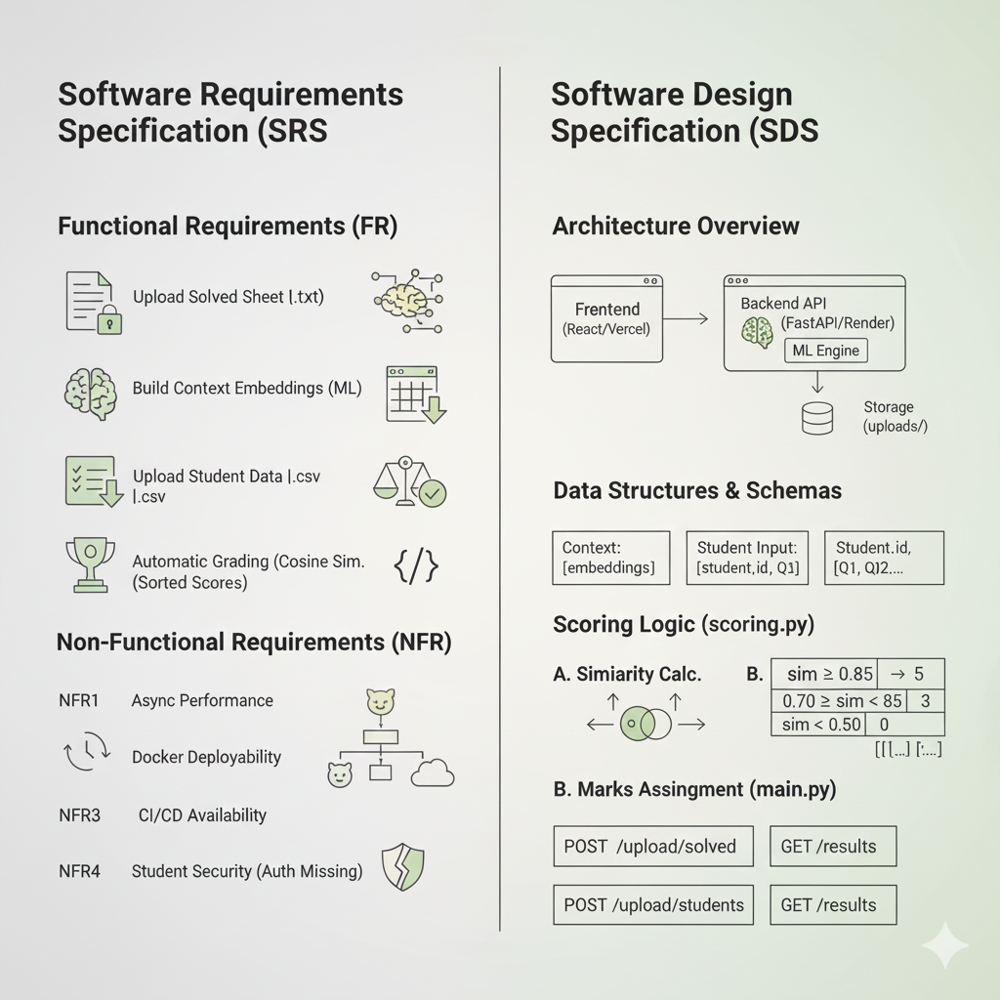 Software Requirements
Specification (SRS
Functional Requirements (FR)
Upload Solved Sheet (.txt)
Build Context Embeddings (ML)
Upload Student Data |.csv
|.csv
Automatic Grading (Cosine Sim.
(Sorted Scores)
</>
Non-Functional Requirements (NFR)
NFR1 Async Performance
Docker Deployability
NFR3 CI/CD Availability
NFR4 Student Security (Auth Missing)
Software Design
Specification (SDS
Architecture Overview
Frentend
(React/Vercel)
Backend API
(FastAPI/Render)
ML Engine
Storage
(uploads/)
Data Structures & Schemas
Context:
[embeddings]
Student Input:
[student,id, Q1]
Student.id,
[Q1, Q)2,...
Scoring Logic (scoring.py)
A. Simiarity Calc.
B.
sim ≥ 0.85 → 5
0.70 ≥ sim < 85 3
sim < 0.50 0
B. Marks Assingment (main.py)
POST /upload/solved
GET /results
POST /upload/students
GET /results